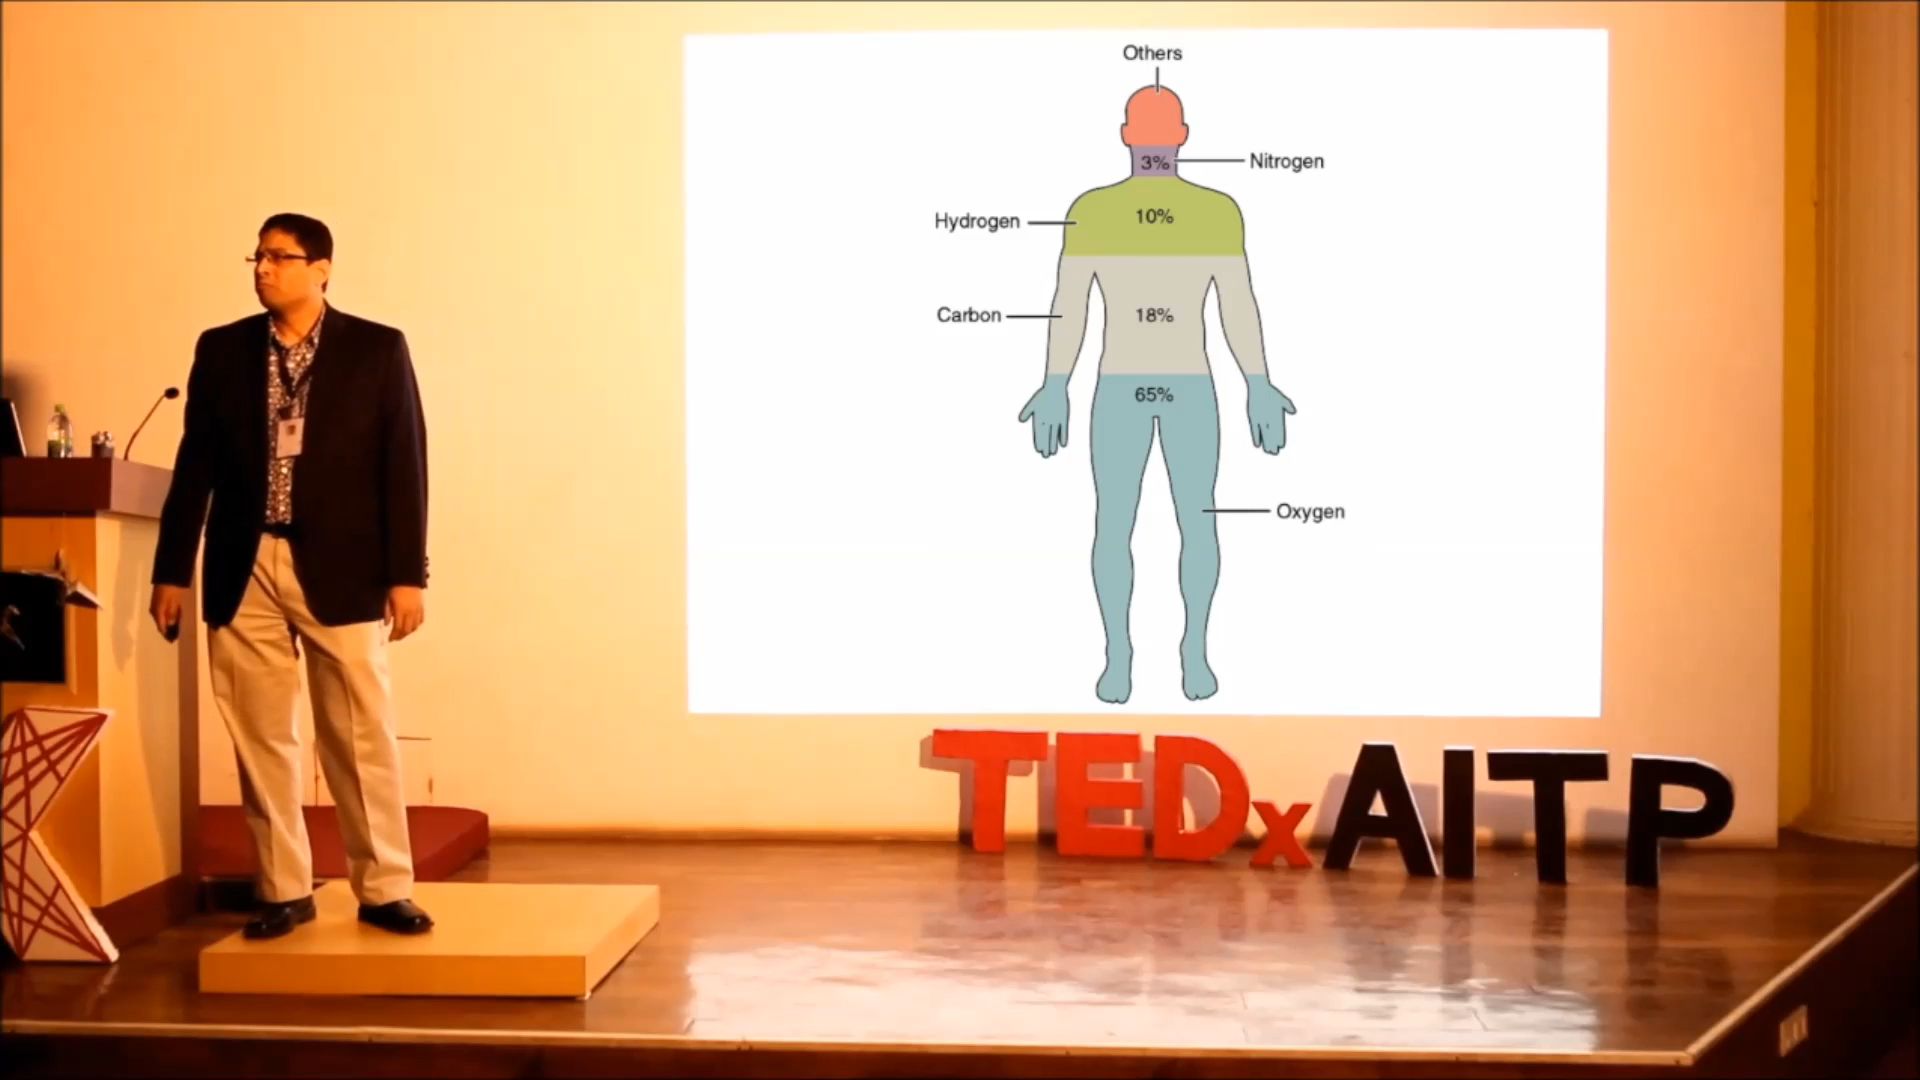 Others
3%
Nitrogen
10%
Hydrogen
18%
Carbon
65%
Oxygen
TEDxAITP